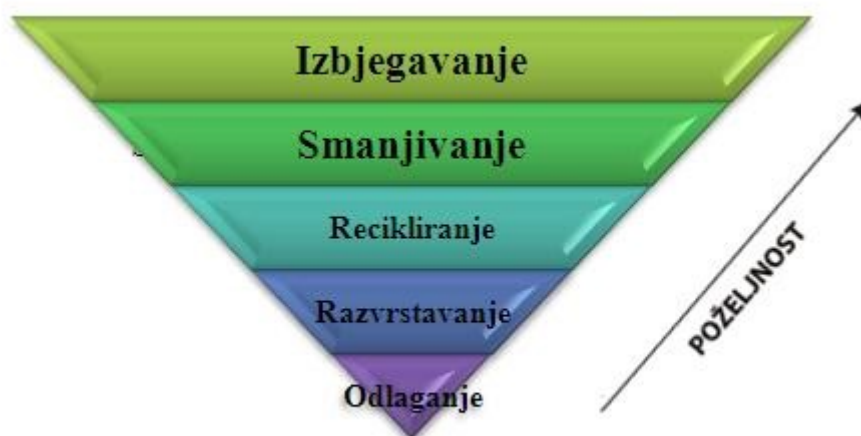 Izbjegavanje
Smanjivanje
Recikliranje
Razvrstavanje
Odlaganje
POŽELJNOST